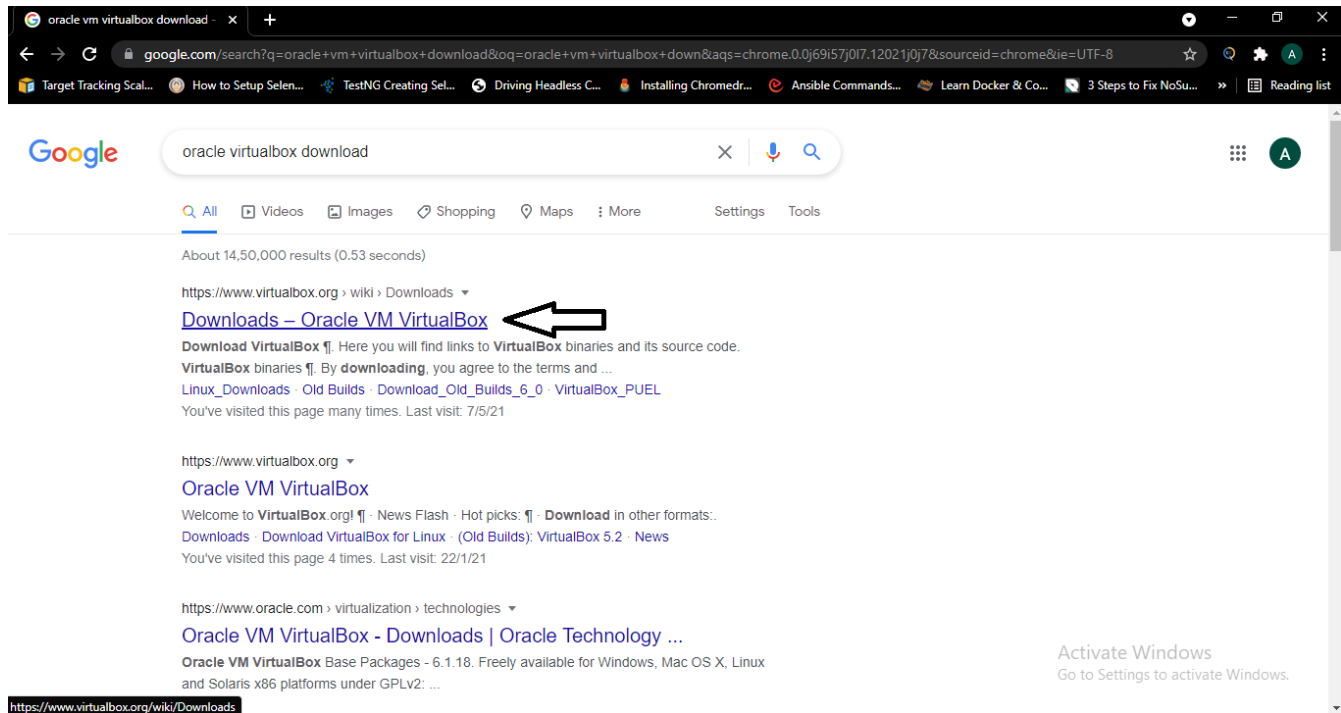 oracle vm virtualbox download -
google.com/search?q=oracle+vm+virtualbox+download&oq=oracle+vm+virtualbox+down&aqs=chrome.0.0j69i57j0l7.12021j0j7&sourceid=chrome&ie=UTF-8
A
Target Tracking Scal... How to Setup Selen... TestNG Creating Sel... Driving Headless C... Installing Chromedr... Ansible Commands... Learn Docker & Co... 3 Steps to Fix NoSu... » Reading list
Google
oracle virtualbox download
A
All Videos Images Shopping Maps More Settings Tools
About 14,50,000 results (0.53 seconds)
https://www.virtualbox.org › wiki › Downloads
Downloads – Oracle VM VirtualBox
Download VirtualBox ¶. Here you will find links to VirtualBox binaries and its source code.
VirtualBox binaries ¶. By downloading, you agree to the terms and ...
Linux_Downloads · Old Builds · Download_Old_Builds_6_0 · VirtualBox_PUEL
You've visited this page many times. Last visit: 7/5/21
https://www.virtualbox.org
Oracle VM VirtualBox
Welcome to VirtualBox.org! ¶ · News Flash · Hot picks: ¶ · Download in other formats:.
Downloads · Download VirtualBox for Linux · (Old Builds): VirtualBox 5.2 · News
You've visited this page 4 times. Last visit: 22/1/21
https://www.oracle.com › virtualization › technologies
Oracle VM VirtualBox - Downloads | Oracle Technology ...
Oracle VM VirtualBox Base Packages - 6.1.18. Freely available for Windows, Mac OS X, Linux
and Solaris x86 platforms under GPLv2: ...
Activate Windows
Go to Settings to activate Windows.
https://www.virtualbox.org/wiki/Downloads